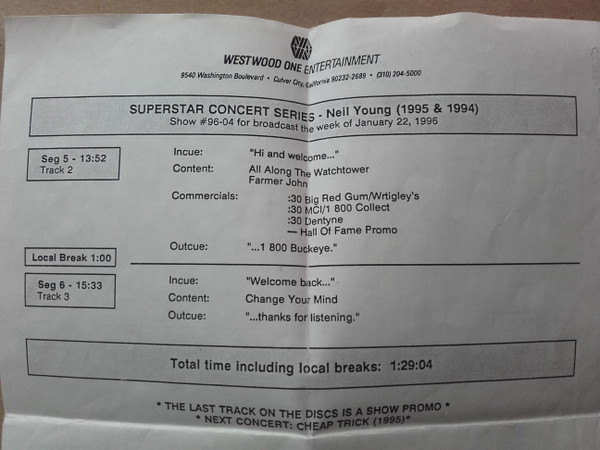 WESTWOOD ONE ENTERTAINMENT
9540 Washington Boulevard • Culver City, California 90232-2689 • (310) 204-5000
SUPERSTAR CONCERT SERIES - Neil Young (1995 & 1994)
Show #96-04 for broadcast the week of January 22, 1996
Seg 5 - 13:52
Track 2
Incue: "Hi and welcome..."
Content: All Along The Watchtower
Farmer John
Commercials: :30 Big Red Gum/Wrtigley's
:30 MCI/1 800 Collect
:30 Dentyne
— Hall Of Fame Promo
Outcue: "...1 800 Buckeye."
Local Break 1:00
Seg 6 - 15:33
Track 3
Incue: "Welcome back..."
Content: Change Your Mind
Outcue: "...thanks for listening."
Total time including local breaks: 1:29:04
* THE LAST TRACK ON THE DISCS IS A SHOW PROMO *
* NEXT CONCERT: CHEAP TRICK (1995)*